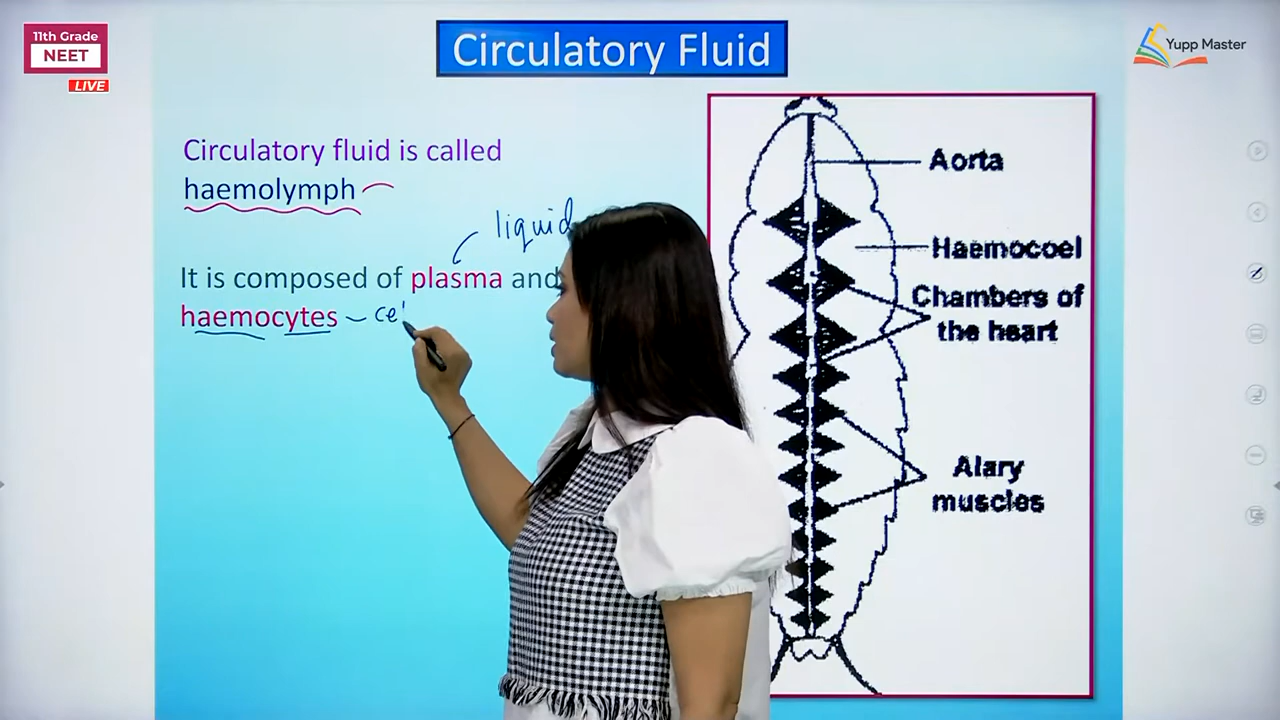 11th Grade
NEET
LIVE
Circulatory Fluid
Yupp Master
Circulatory fluid is called
haemolymph
liquid
It is composed of plasma and
haemocytes – ce
Aorta
Haemocoel
Chambers of
the heart
Alary
muscles